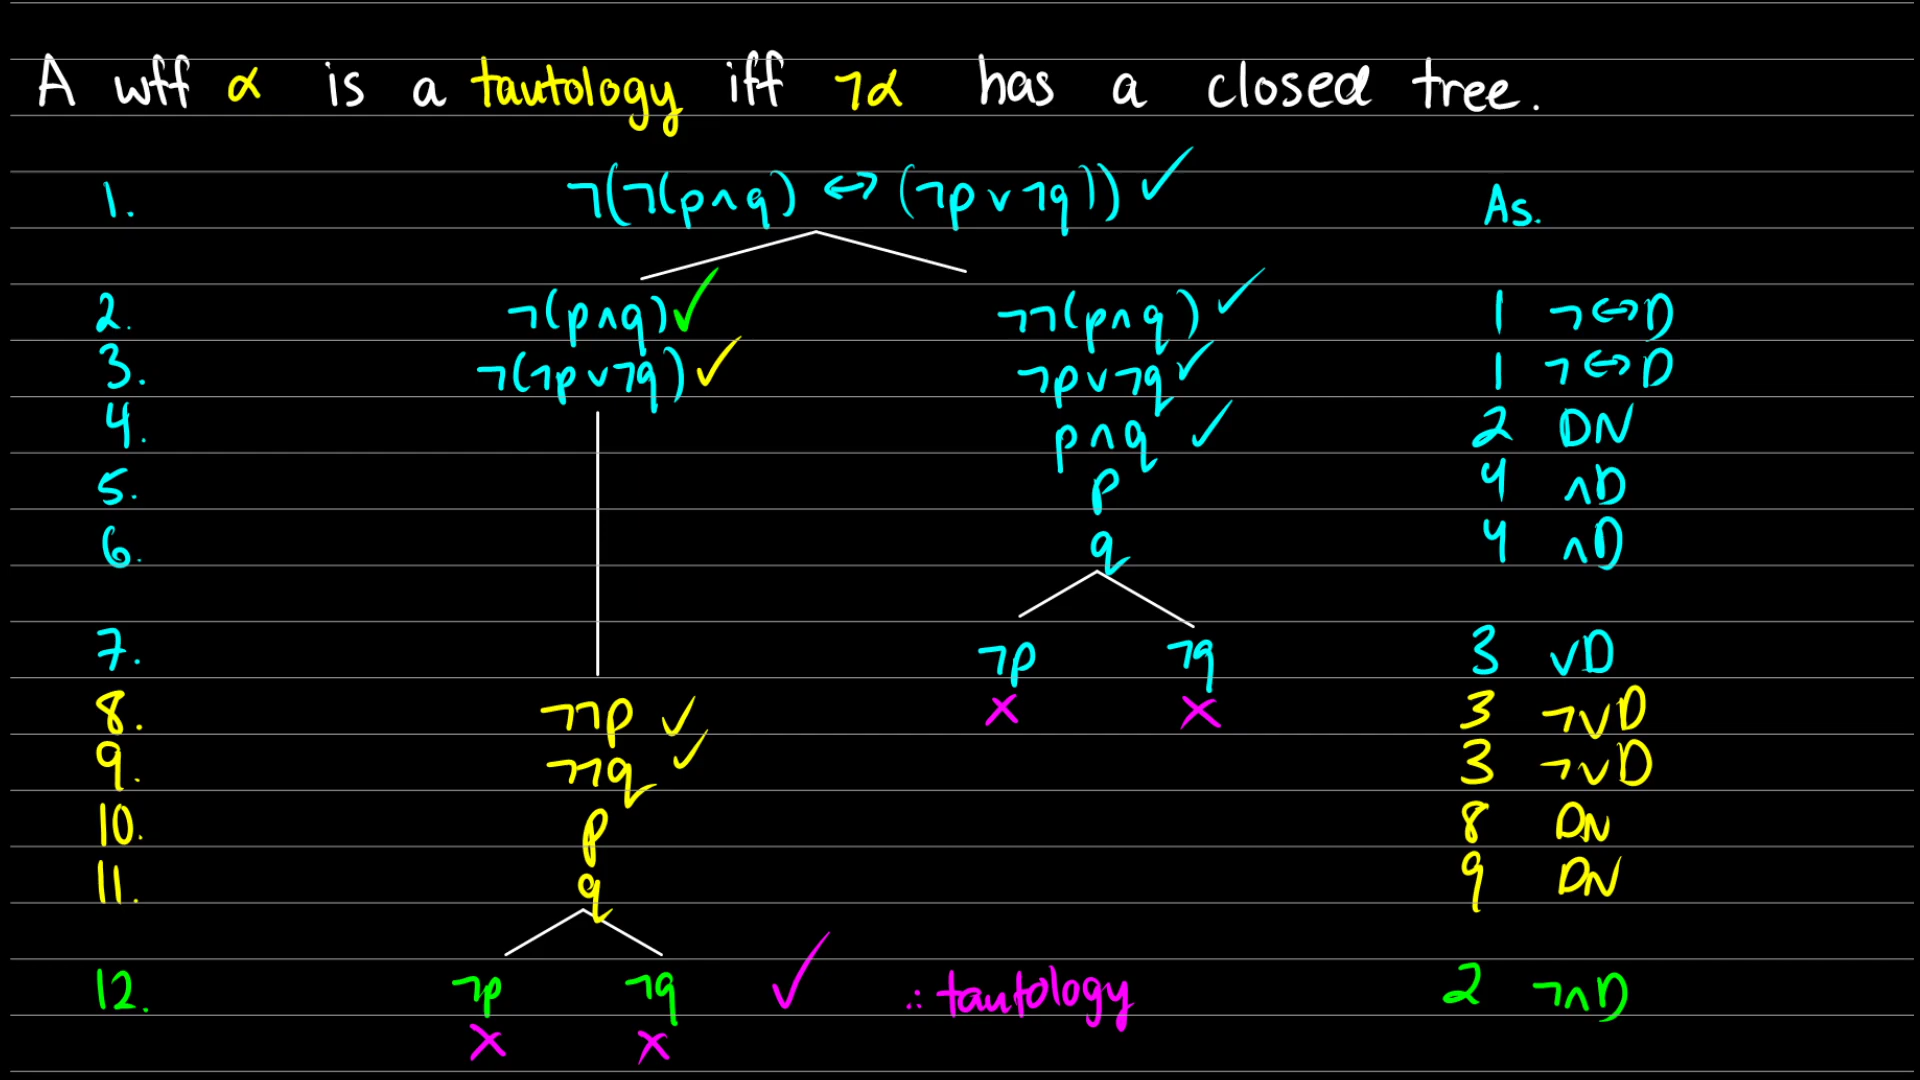 A wff α is a tautology iff ¬α has a closed tree.
1. ¬(¬(p∧q) ↔ (¬p∨¬q)) ✓ As.
2. ¬(p∧q) ✓ ¬¬(p∧q) ✓ 1 ¬↔D
3. ¬(¬p∨¬q) ✓ ¬p∨¬q ✓ 1 ¬↔D
4. p∧q ✓ 2 DN
5. p 4 ∧D
6. q 4 ∧D
7. ¬p ¬q 3 ∨D
× ×
8. ¬¬p ✓ 3 ¬∨D
9. ¬¬q ✓ 3 ¬∨D
10. p 8 DN
11. q 9 DN
12. ¬p ¬q ✓ ∴ tautology 2 ¬∧D
× ×